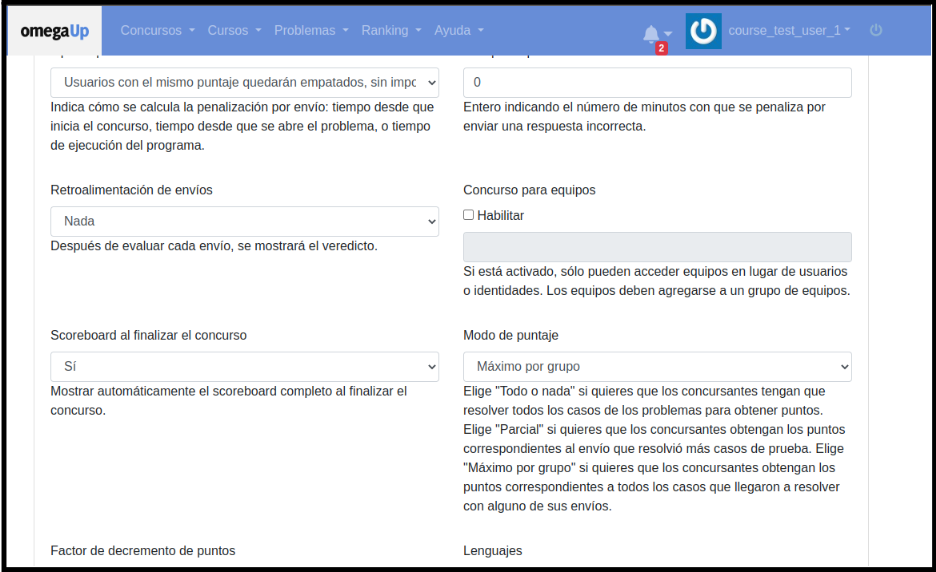 omegaUp
Concursos Cursos Problemas Ranking Ayuda
2
course_test_user_1
Usuarios con el mismo puntaje quedarán empatados, sin impo
Indica cómo se calcula la penalización por envío: tiempo desde que
inicia el concurso, tiempo desde que se abre el problema, o tiempo
de ejecución del programa.
0
Entero indicando el número de minutos con que se penaliza por
enviar una respuesta incorrecta.
Retroalimentación de envíos
Nada
Después de evaluar cada envío, se mostrará el veredicto.
Concurso para equipos
Habilitar
Si está activado, sólo pueden acceder equipos en lugar de usuarios
o identidades. Los equipos deben agregarse a un grupo de equipos.
Scoreboard al finalizar el concurso
Sí
Mostrar automáticamente el scoreboard completo al finalizar el
concurso.
Modo de puntaje
Máximo por grupo
Elige "Todo o nada" si quieres que los concursantes tengan que
resolver todos los casos de los problemas para obtener puntos.
Elige "Parcial" si quieres que los concursantes obtengan los puntos
correspondientes al envío que resolvió más casos de prueba. Elige
"Máximo por grupo" si quieres que los concursantes obtengan los
puntos correspondientes a todos los casos que llegaron a resolver
con alguno de sus envíos.
Factor de decremento de puntos
Lenguajes